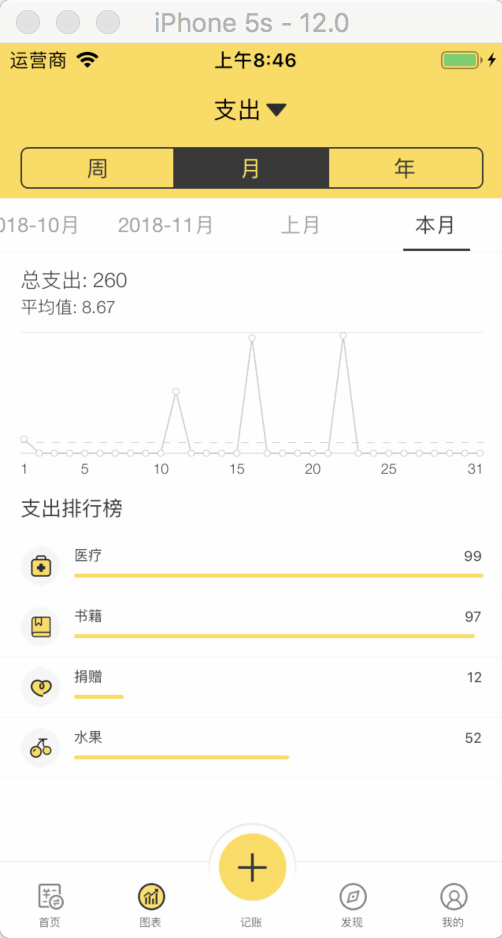 iPhone 5s - 12.0
运营商 上午8:46
支出
周 月 年
018-10月 2018-11月 上月 本月
总支出: 260
平均值: 8.67
1 5 10 15 20 25 31
支出排行榜
医疗 99
书籍 97
捐赠 12
水果 52
首页 图表 记账 发现 我的